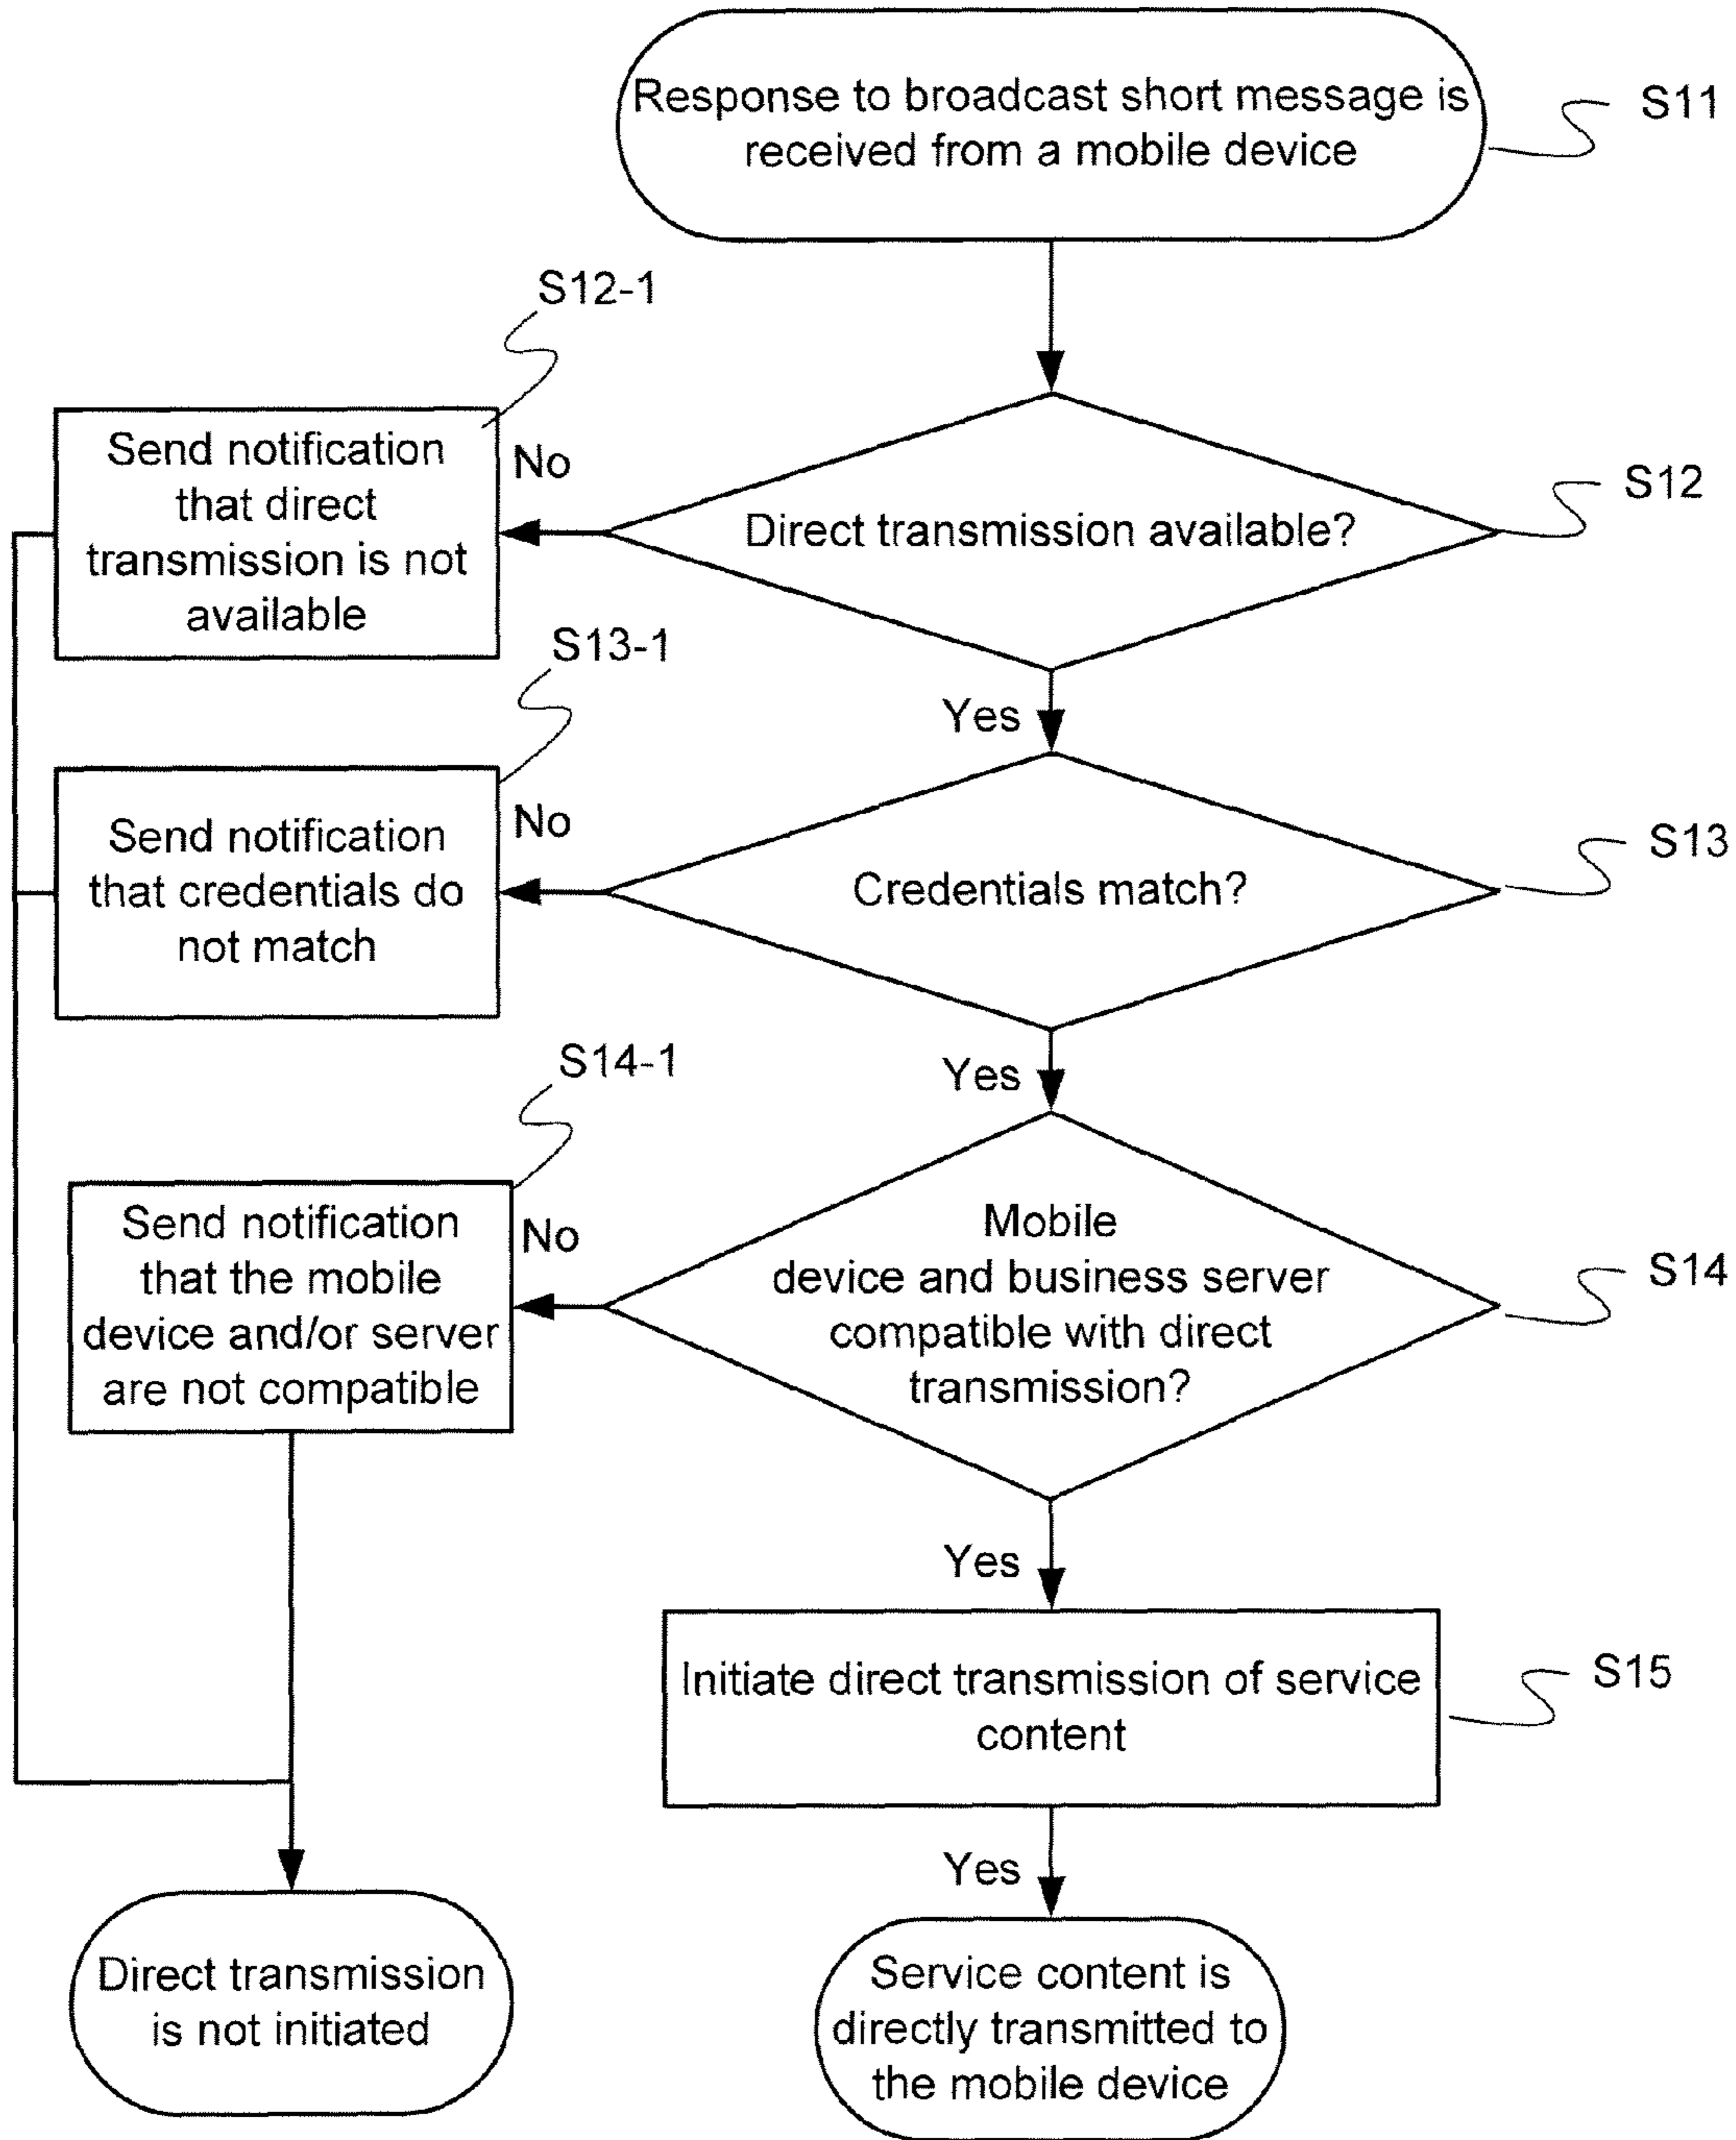 Response to broadcast short message is
received from a mobile device
S11
S12-1
Send notification
that direct
transmission is not
available
No
Direct transmission available?
S12
Yes
S13-1
Send notification
that credentials do
not match
No
Credentials match?
S13
Yes
S14-1
Send notification
that the mobile
device and/or server
are not compatible
No
Mobile
device and business server
compatible with direct
transmission?
S14
Yes
Initiate direct transmission of service
content
S15
Yes
Direct transmission
is not initiated
Service content is
directly transmitted to
the mobile device